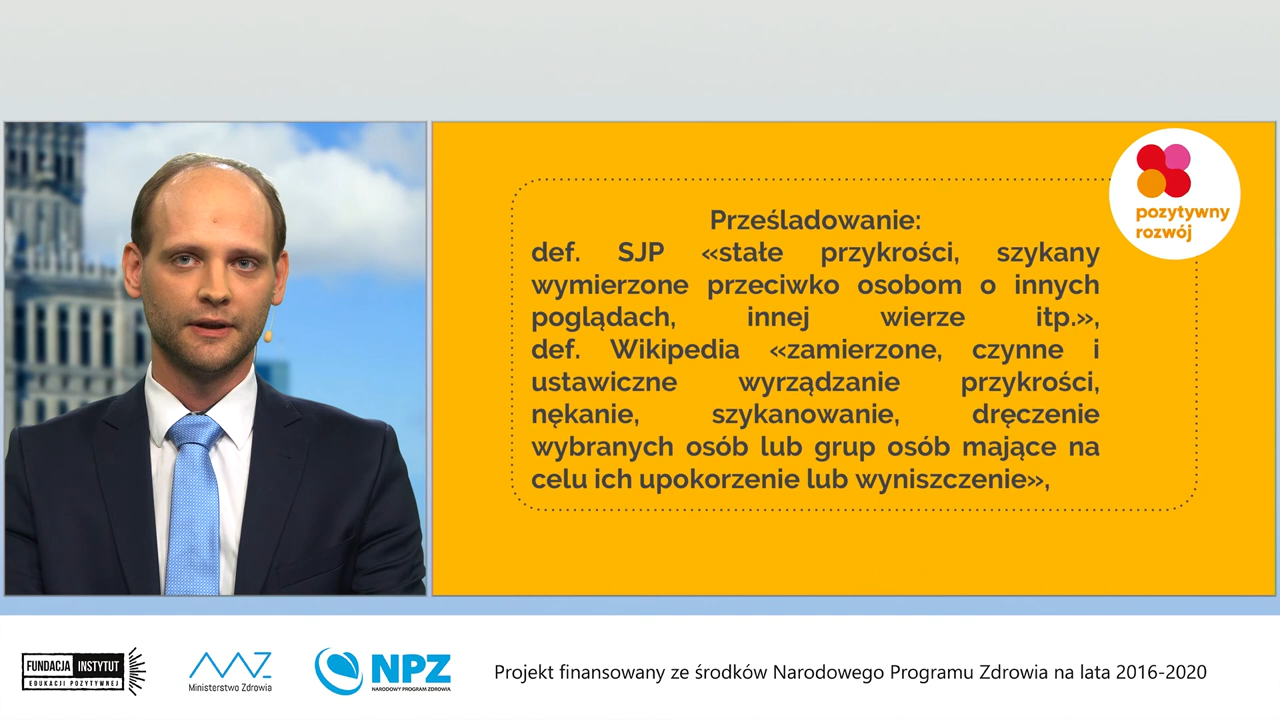 pozytywny
rozwój
Prześladowanie:
def. SJP «stałe przykrości, szykany
wymierzone przeciwko osobom o innych
poglądach, innej wierze itp.»,
def. Wikipedia «zamierzone, czynne i
ustawiczne wyrządzanie przykrości,
nękanie, szykanowanie, dręczenie
wybranych osób lub grup osób mające na
celu ich upokorzenie lub wyniszczenie»,
FUNDACJA INSTYTUT
EDUKACJI POZYTYWNEJ
Ministerstwo Zdrowia
NPZ
NARODOWY PROGRAM ZDROWIA
Projekt finansowany ze środków Narodowego Programu Zdrowia na lata 2016-2020